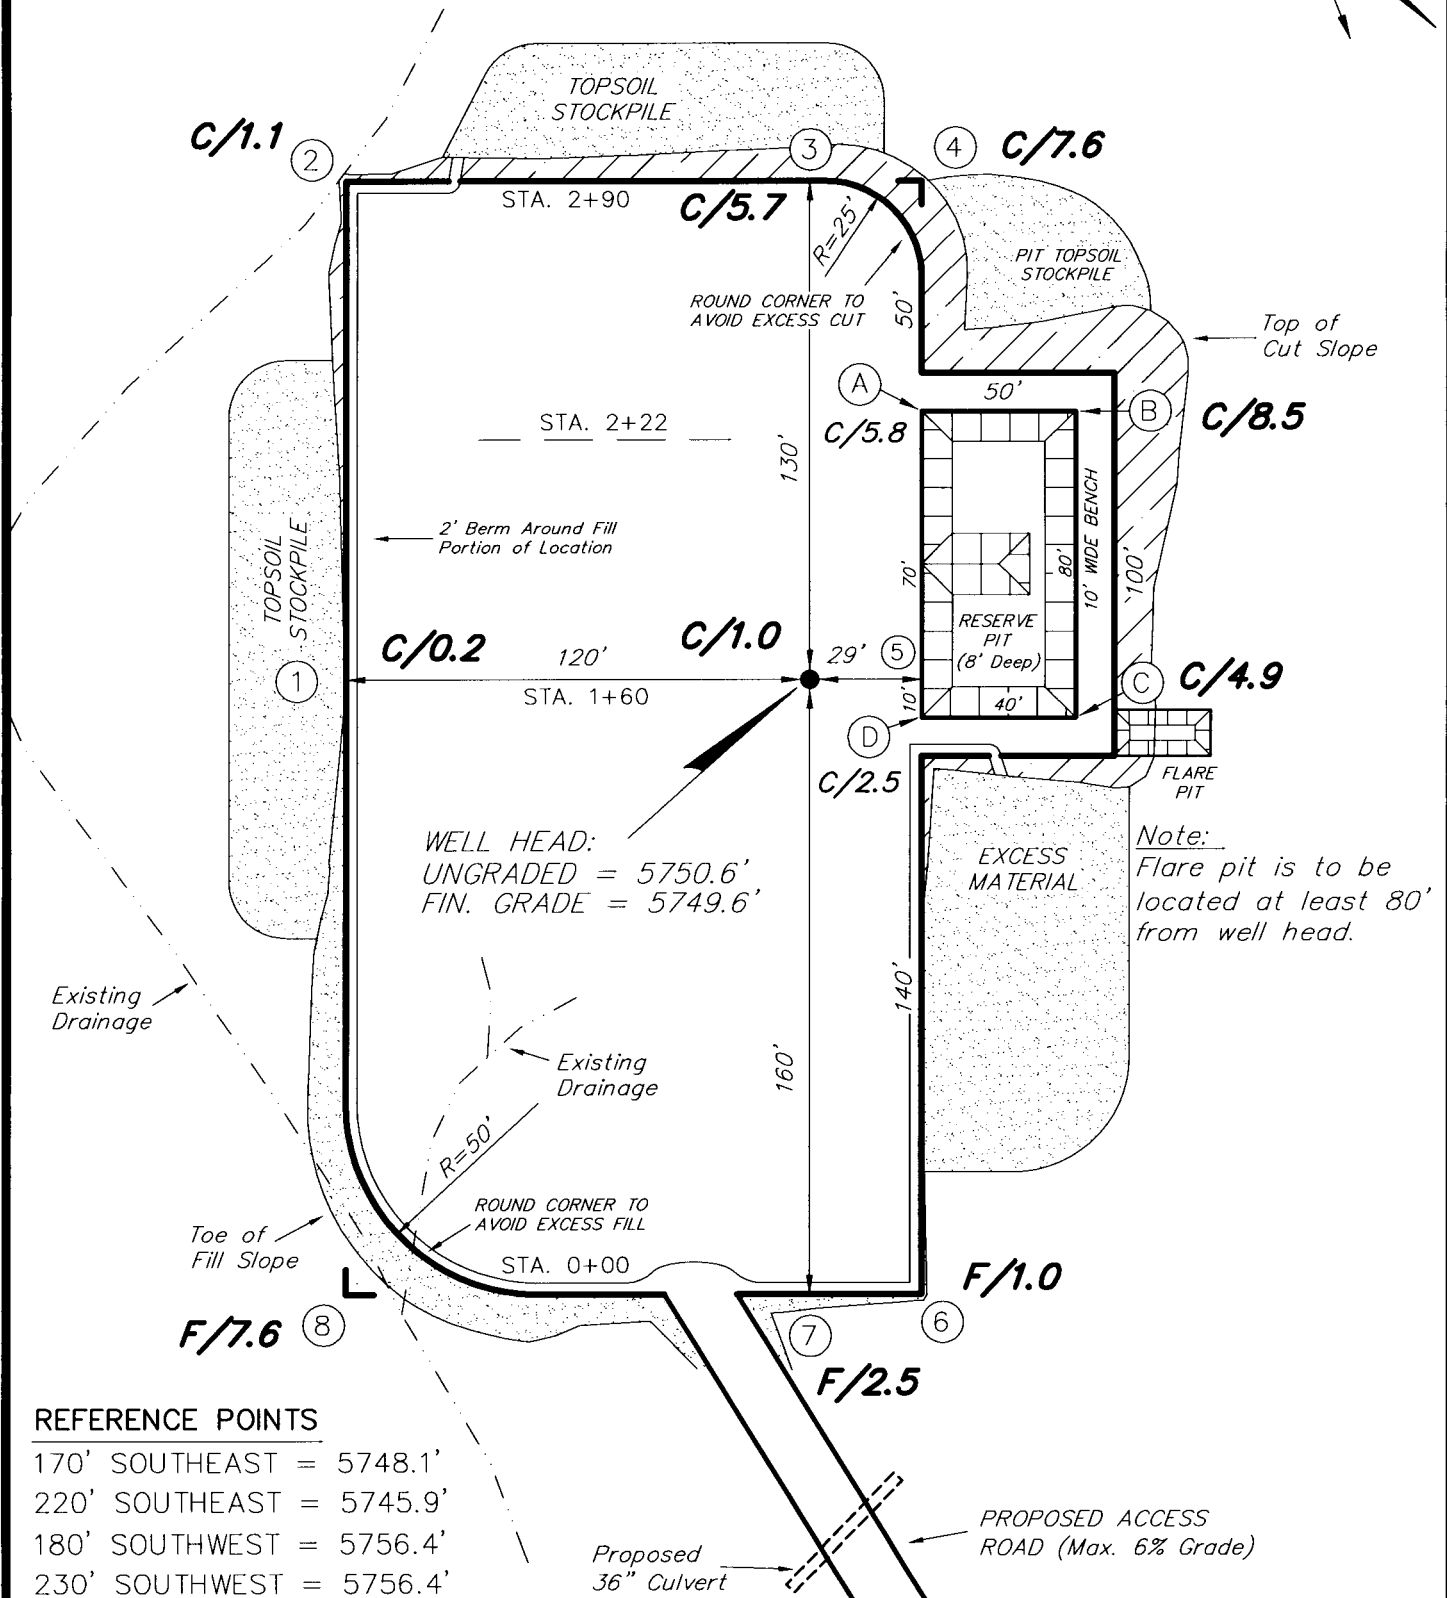 TOPSOIL
STOCKPILE
C/1.1
2
3
4
C/7.6
STA. 2+90
C/5.7
R=25'
PIT TOPSOIL
STOCKPILE
ROUND CORNER TO
AVOID EXCESS CUT
50'
Top of
Cut Slope
A
50'
B
C/5.8
C/8.5
STA. 2+22
130'
2' Berm Around Fill
Portion of Location
TOPSOIL
STOCKPILE
70'
80'
10' WIDE BENCH
100'
RESERVE
PIT
(8' Deep)
1
C/0.2
120'
STA. 1+60
C/1.0
29'
5
10'
40'
C
C/4.9
D
C/2.5
FLARE
PIT
WELL HEAD:
UNGRADED = 5750.6'
FIN. GRADE = 5749.6'
EXCESS
MATERIAL
Note:
Flare pit is to be
located at least 80'
from well head.
Existing
Drainage
140'
Existing
Drainage
160'
R=50'
ROUND CORNER TO
AVOID EXCESS FILL
Toe of
Fill Slope
STA. 0+00
F/1.0
F/7.6
8
7
6
F/2.5
REFERENCE POINTS
170' SOUTHEAST = 5748.1'
220' SOUTHEAST = 5745.9'
180' SOUTHWEST = 5756.4'
230' SOUTHWEST = 5756.4'
Proposed
36" Culvert
PROPOSED ACCESS
ROAD (Max. 6% Grade)